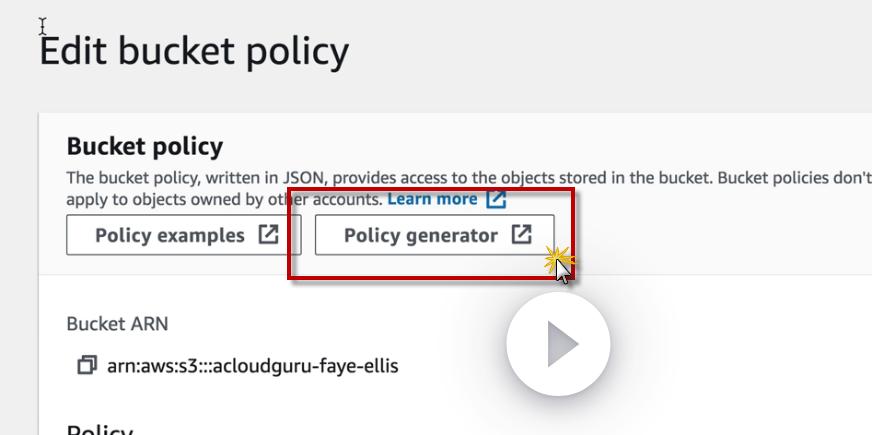 Edit bucket policy
Bucket policy
The bucket policy, written in JSON, provides access to the objects stored in the bucket. Bucket policies don't
apply to objects owned by other accounts. Learn more
Policy examples
Policy generator
Bucket ARN
arn:aws:s3:::acloudguru-faye-ellis
Policy